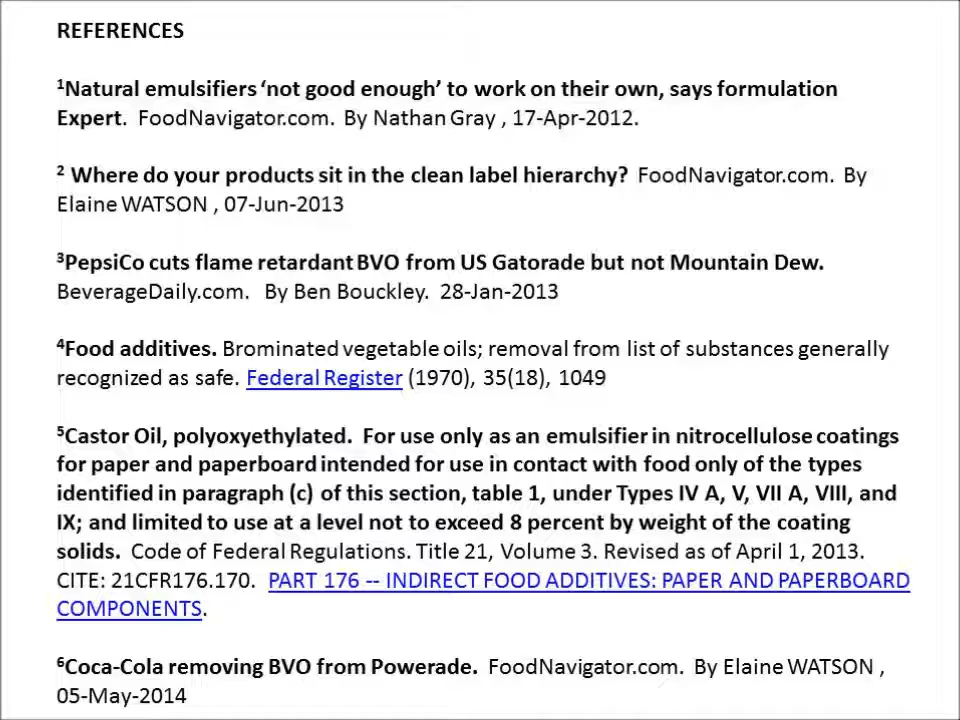 REFERENCES
¹Natural emulsifiers ‘not good enough’ to work on their own, says formulation
Expert.  FoodNavigator.com.  By Nathan Gray , 17-Apr-2012.
² Where do your products sit in the clean label hierarchy?  FoodNavigator.com.  By
Elaine WATSON , 07-Jun-2013
³PepsiCo cuts flame retardant BVO from US Gatorade but not Mountain Dew.
BeverageDaily.com.   By Ben Bouckley.  28-Jan-2013
⁴Food additives. Brominated vegetable oils; removal from list of substances generally
recognized as safe. Federal Register (1970), 35(18), 1049
⁵Castor Oil, polyoxyethylated.  For use only as an emulsifier in nitrocellulose coatings
for paper and paperboard intended for use in contact with food only of the types
identified in paragraph (c) of this section, table 1, under Types IV A, V, VII A, VIII, and
IX; and limited to use at a level not to exceed 8 percent by weight of the coating
solids.  Code of Federal Regulations. Title 21, Volume 3. Revised as of April 1, 2013.
CITE: 21CFR176.170.  PART 176 -- INDIRECT FOOD ADDITIVES: PAPER AND PAPERBOARD
COMPONENTS.
⁶Coca-Cola removing BVO from Powerade.  FoodNavigator.com.  By Elaine WATSON ,
05-May-2014